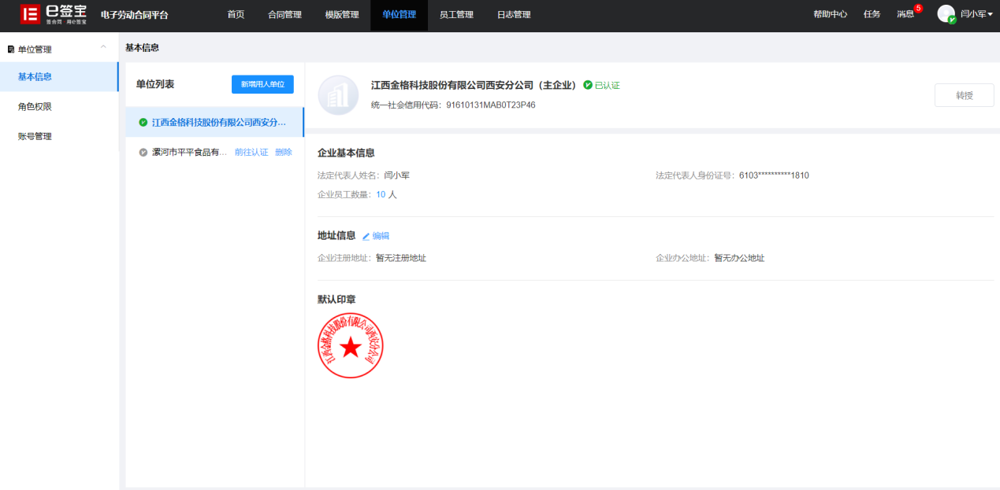 e签宝
签合同 用e签宝
电子劳动合同平台
首页
合同管理
模版管理
单位管理
员工管理
日志管理
帮助中心
任务
消息
5
闫小军
单位管理
基本信息
角色权限
账号管理
基本信息
单位列表
新增用人单位
江西金格科技股份有限公司西安分...
漯河市平平食品有...
前往认证
删除
江西金格科技股份有限公司西安分公司（主企业）
已认证
统一社会信用代码：91610131MAB0T23P46
转授
企业基本信息
法定代表人姓名：闫小军
法定代表人身份证号：6103**********1810
企业员工数量：10 人
地址信息
编辑
企业注册地址：暂无注册地址
企业办公地址：暂无办公地址
默认印章
江西金格科技股份有限公司西安分公司